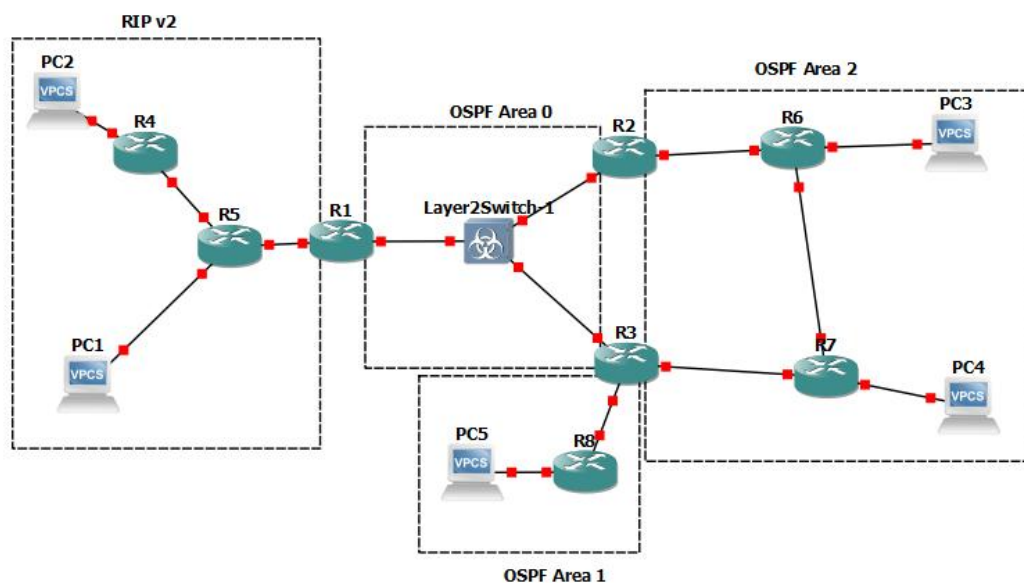 RIP v2
PC2
VPCS
R4
R5
R1
PC1
VPCS
OSPF Area 0
Layer2Switch-1
R2
R3
OSPF Area 2
R6
PC3
VPCS
R7
PC4
VPCS
PC5
VPCS
R8
OSPF Area 1